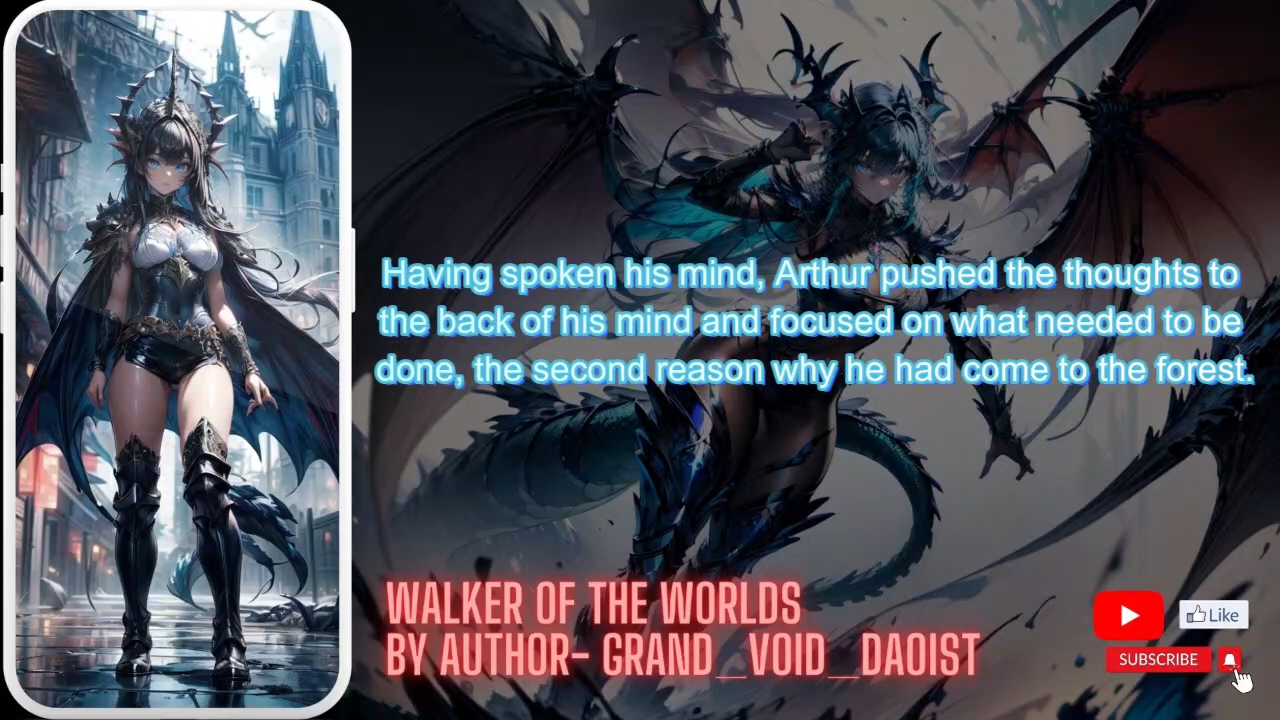 Having spoken his mind, Arthur pushed the thoughts to
the back of his mind and focused on what needed to be
done, the second reason why he had come to the forest.
WALKER OF THE WORLDS
BY AUTHOR- GRAND_VOID_DAOIST
Like
SUBSCRIBE